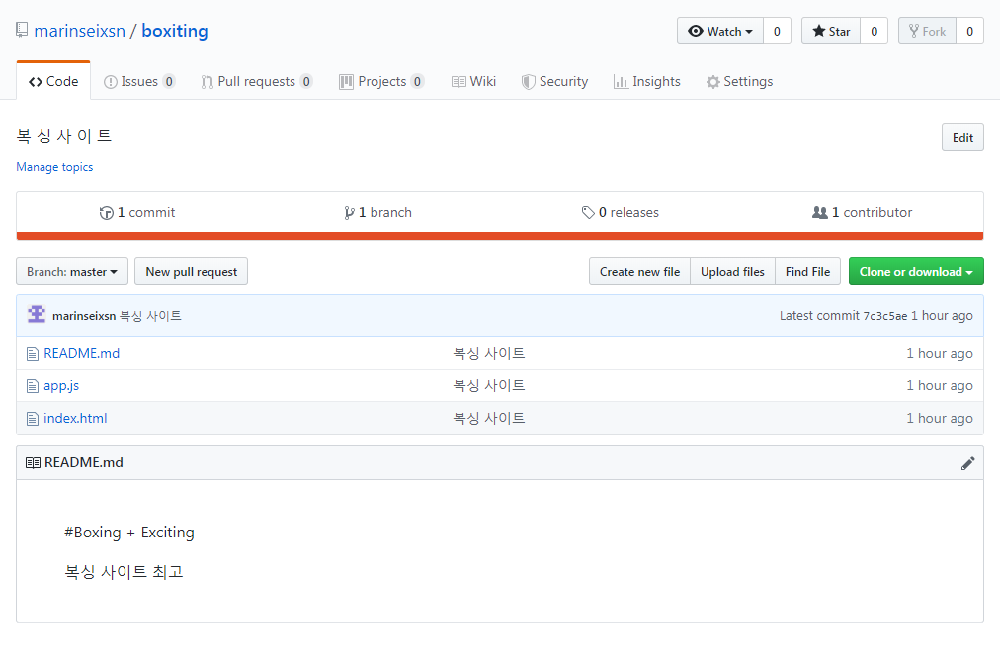 marinseixsn / boxiting
Watch 0 Star 0 Fork 0
Code Issues 0 Pull requests 0 Projects 0 Wiki Security Insights Settings
복 싱 사 이 트
Edit
Manage topics
1 commit 1 branch 0 releases 1 contributor
Branch: master New pull request Create new file Upload files Find File Clone or download
marinseixsn 복싱 사이트 Latest commit 7c3c5ae 1 hour ago
README.md 복싱 사이트 1 hour ago
app.js 복싱 사이트 1 hour ago
index.html 복싱 사이트 1 hour ago
README.md
#Boxing + Exciting
복싱 사이트 최고